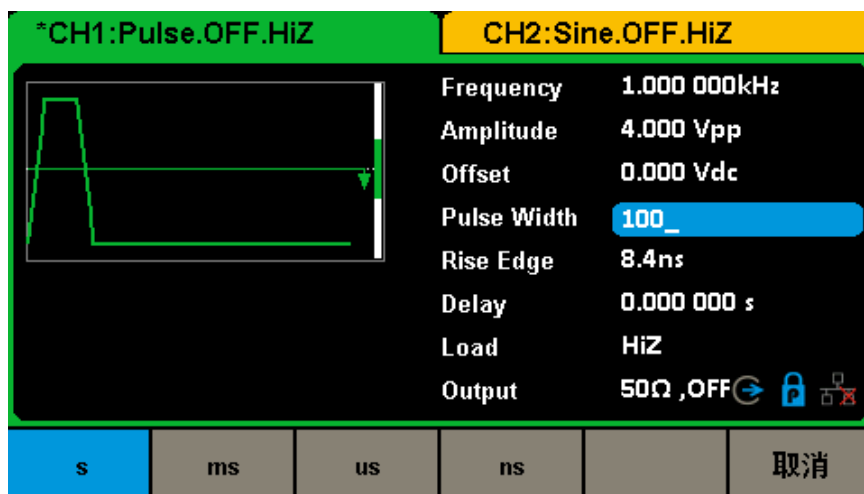 *CH1:Pulse.OFF.HiZ CH2:Sine.OFF.HiZ
Frequency 1.000 000kHz
Amplitude 4.000 Vpp
Offset 0.000 Vdc
Pulse Width 100_
Rise Edge 8.4ns
Delay 0.000 000 s
Load HiZ
Output 50Ω ,OFF P
s ms us ns 取消